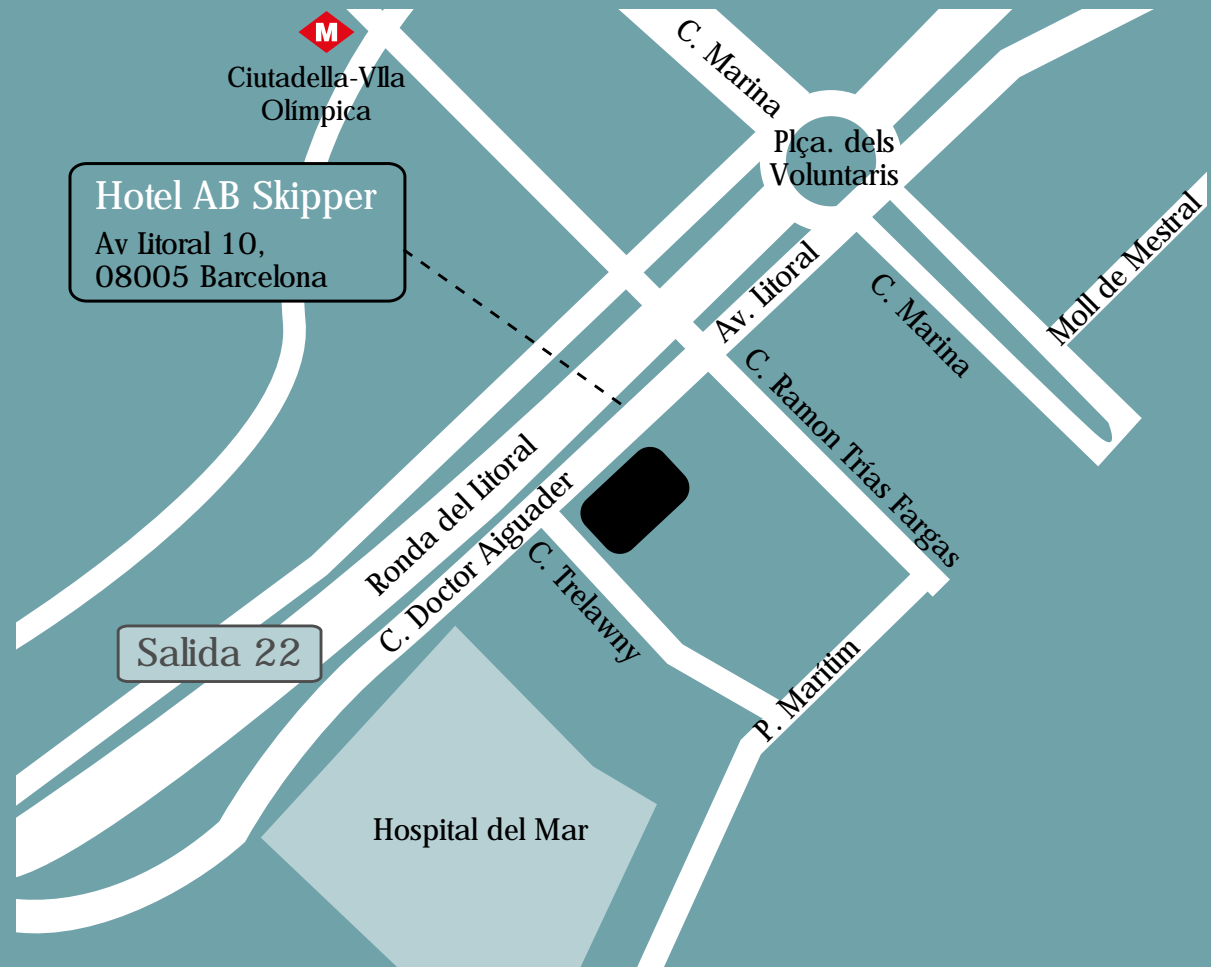 M
Ciutadella-VIla
Olímpica
C. Marina
Plça. dels
Voluntaris
Hotel AB Skipper
Av Litoral 10,
08005 Barcelona
Moll de Mestral
Av. Litoral
C. Marina
C. Ramon Trías Fargas
Ronda del Litoral
C. Doctor Aiguader
C. Trelawny
Salida 22
P. Marítim
Hospital del Mar